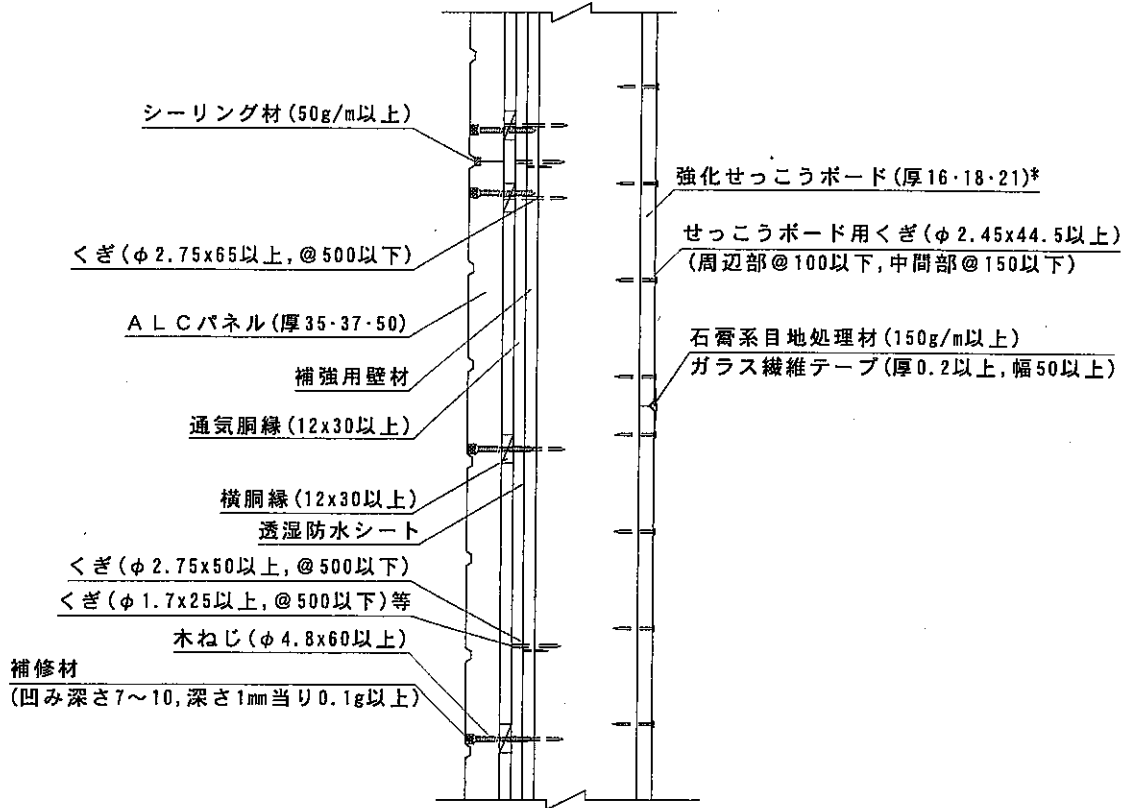 シーリング材(50g/m以上)
くぎ(φ2.75x65以上,@500以下)
ALCパネル(厚35・37・50)
補強用壁材
通気胴縁(12x30以上)
横胴縁(12x30以上)
透湿防水シート
くぎ(φ2.75x50以上,@500以下)
くぎ(φ1.7x25以上,@500以下)等
木ねじ(φ4.8x60以上)
補修材
(凹み深さ7〜10,深さ1mm当り0.1g以上)
強化せっこうボード(厚16・18・21)*
せっこうボード用くぎ(φ2.45x44.5以上)
(周辺部@100以下,中間部@150以下)
石膏系目地処理材(150g/m以上)
ガラス繊維テープ(厚0.2以上,幅50以上)